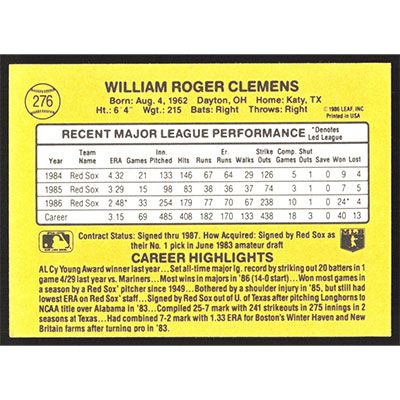 276
WILLIAM ROGER CLEMENS
Born: Aug. 4, 1962 Dayton, OH Home: Katy, TX
Ht.: 6'4" Wgt.: 215 Bats: Right Throws: Right
© 1986 LEAF, INC
Printed in USA
RECENT MAJOR LEAGUE PERFORMANCE *Denotes Led League
Year Team Name ERA Games Inn. Pitched Hits Runs Er. Runs Walks Strike Outs Comp. Games Shut Outs Save Won Lost
1984 Red Sox 4.32 21 133 146 67 64 29 126 5 1 0 9 4
1985 Red Sox 3.29 15 98 83 38 36 37 74 3 1 0 7 5
1986 Red Sox 2.48* 33 254 179 77 70 67 238 10 1 0 24* 4
Career 3.15 69 485 408 182 170 133 438 18 3 0 40 13
Contract Status: Signed thru 1987. How Acquired: Signed by Red Sox as
their No. 1 pick in June 1983 amateur draft
CAREER HIGHLIGHTS
AL Cy Young Award winner last year...Set all-time major lg. record by striking out 20 batters in 1
game 4/29 last year vs. Mariners...Most wins in majors in '86 (14-0 start)...Won most games in
a season by a Red Sox' pitcher since 1949...Bothered by a shoulder injury in '85, but still had
lowest ERA on Red Sox' staff...Signed by Red Sox out of U. of Texas after pitching Longhorns to
NCAA title over Alabama in '83...Compiled 25-7 mark with 241 strikeouts in 275 innings in 2
seasons at Texas...Had combined 7-2 mark with 1.33 ERA for Boston's Winter Haven and New
Britain farms after turning pro in '83.